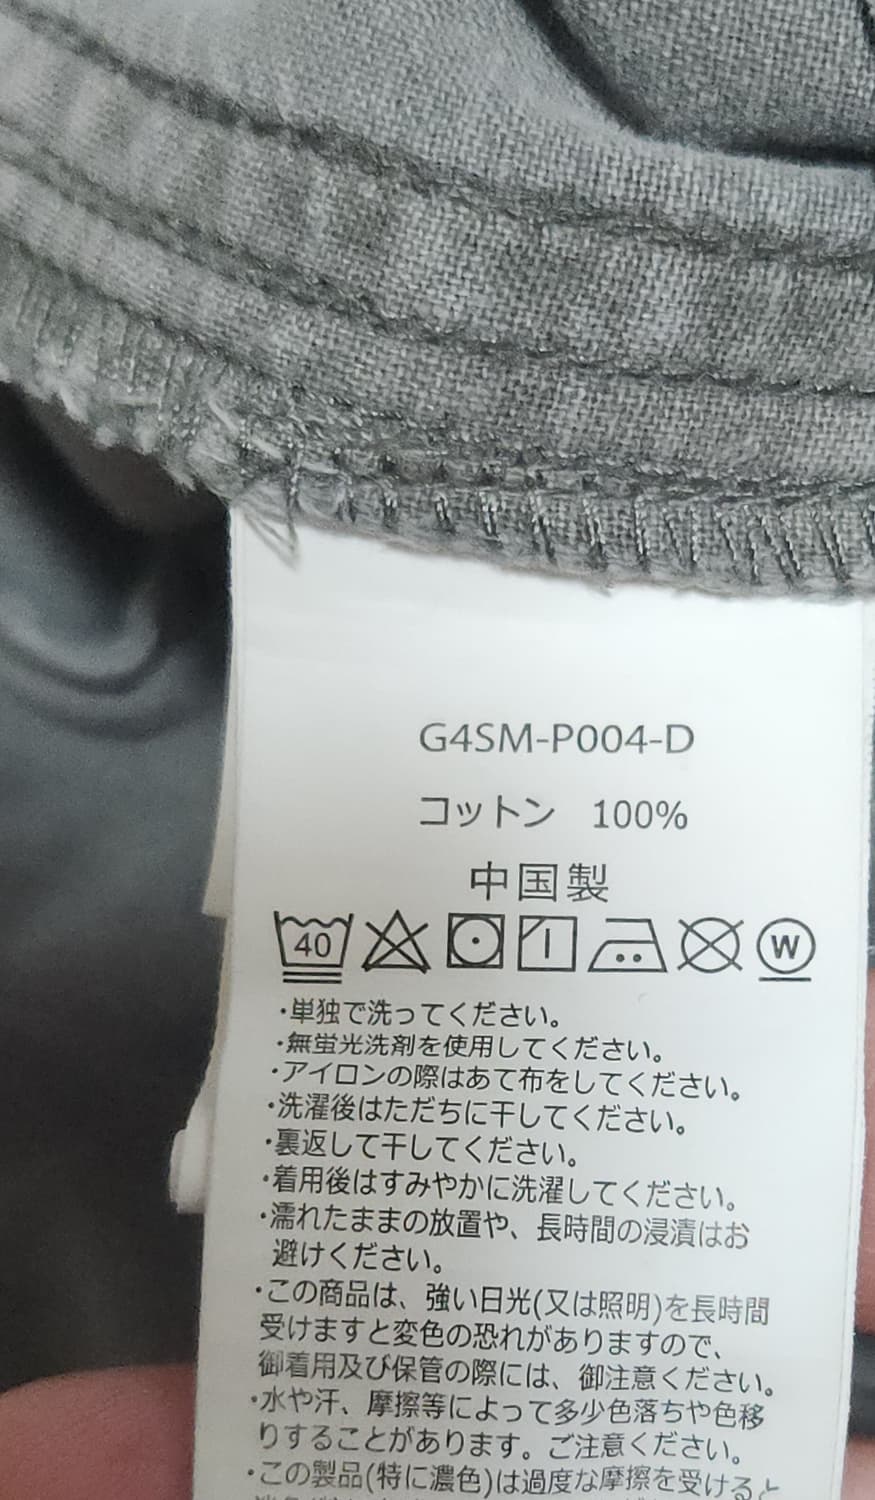 G4SM-P004-D
コットン 100%
中国製
40 W
・単独で洗ってください。
・無蛍光洗剤を使用してください。
・アイロンの際はあて布をしてください。
・洗濯後はただちに干してください。
・裏返して干してください。
・着用後はすみやかに洗濯してください。
・濡れたままの放置や、長時間の浸漬はお
避けください。
・この商品は、強い日光(又は照明)を長時間
受けますと変色の恐れがありますので、
御着用及び保管の際には、御注意ください。
・水や汗、摩擦等によって多少色落ちや色移
りすることがあります。ご注意ください。
・この製品(特に濃色)は過度な摩擦を受けると